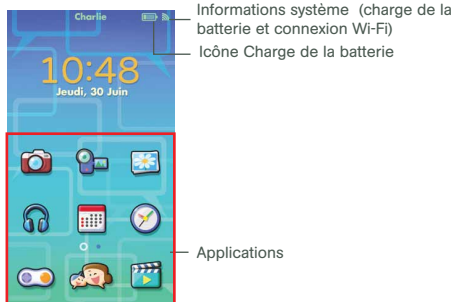 Informations système (charge de la
batterie et connexion Wi-Fi)
Icône Charge de la batterie
Charlie
10:48
Jeudi, 30 Juin
Applications